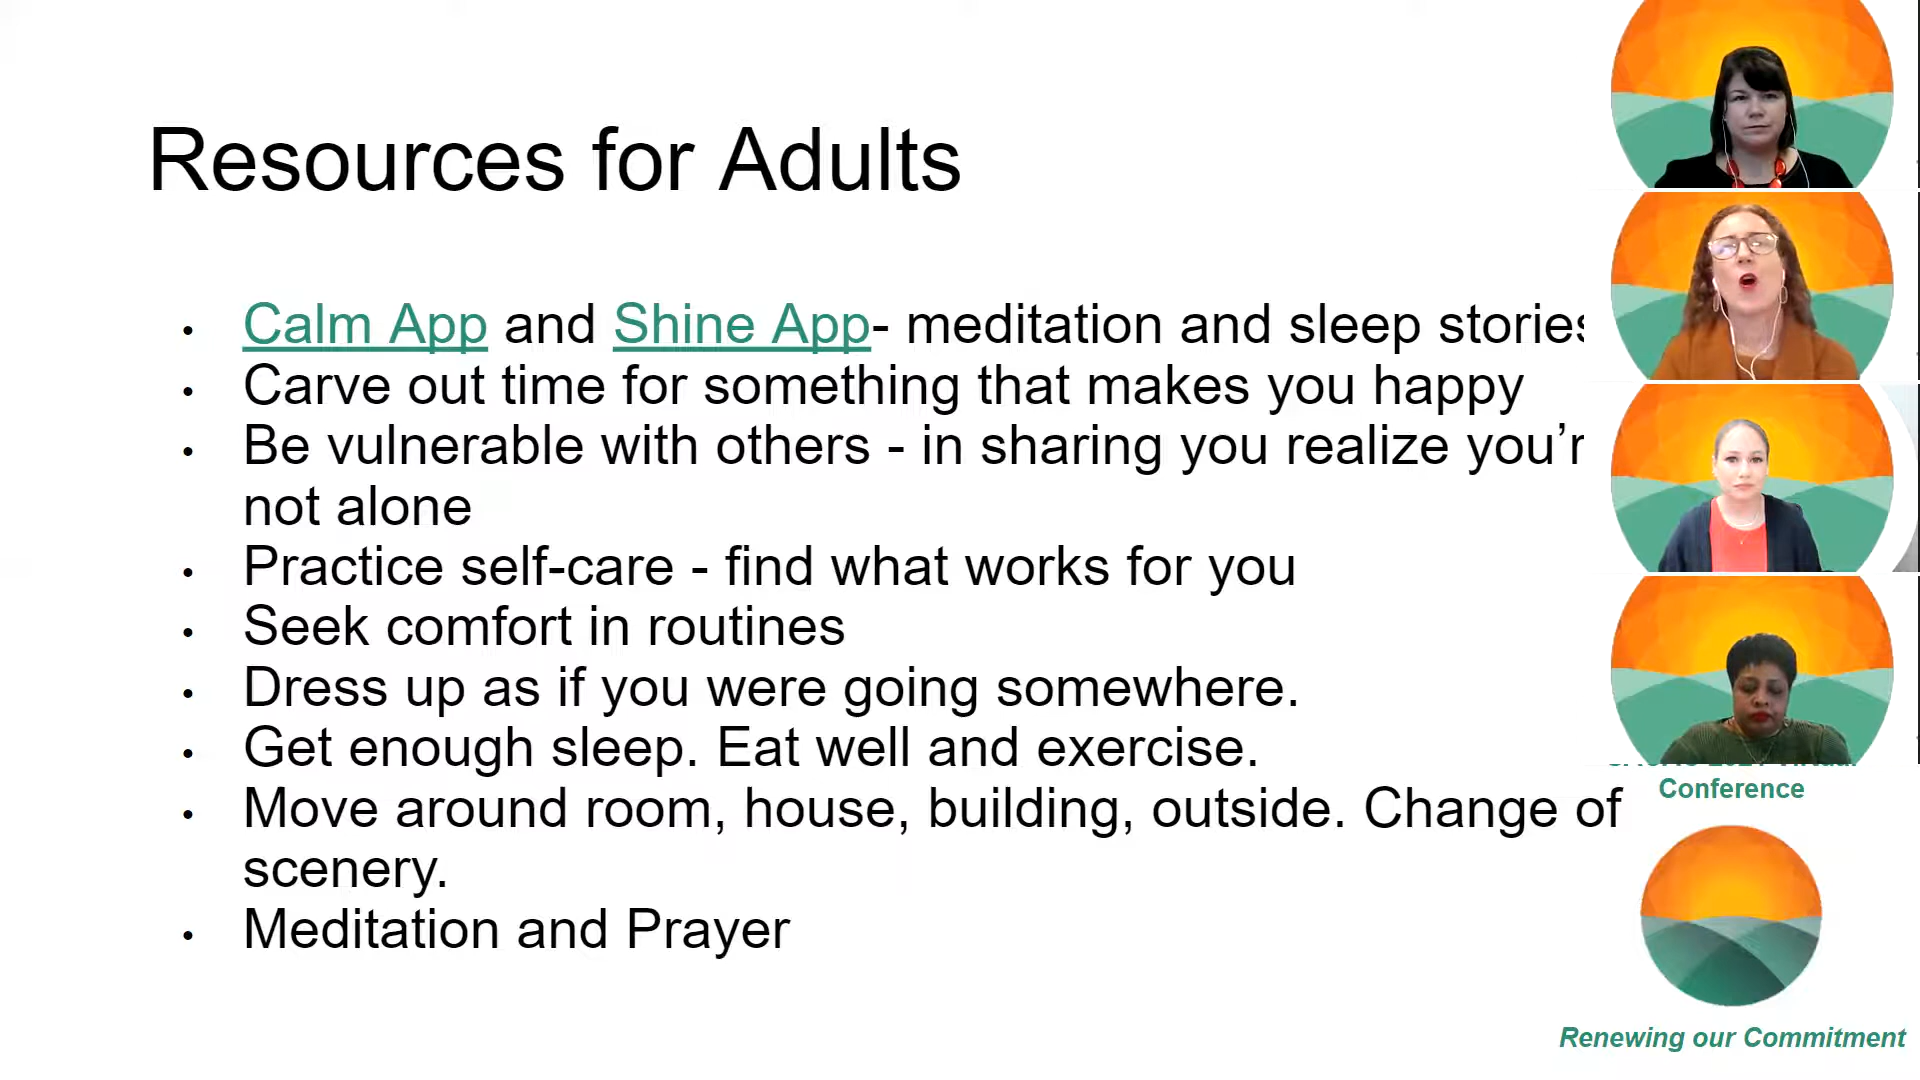 Resources for Adults
• Calm App and Shine App- meditation and sleep stories
• Carve out time for something that makes you happy
• Be vulnerable with others - in sharing you realize you’r
not alone
• Practice self-care - find what works for you
• Seek comfort in routines
• Dress up as if you were going somewhere.
• Get enough sleep. Eat well and exercise.
• Move around room, house, building, outside. Change of
scenery.
• Meditation and Prayer
Conference
Renewing our Commitment